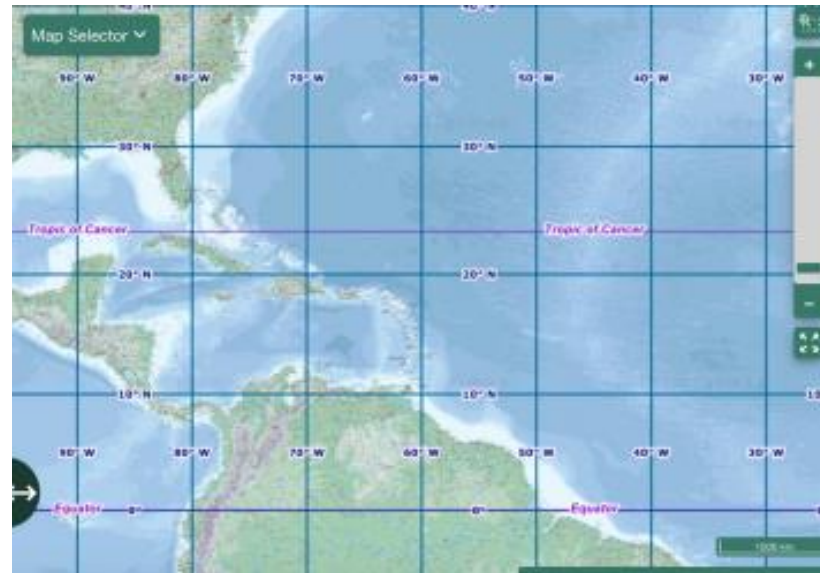 Map Selector
90° W 80° W 70° W 60° W 50° W 40° W 30° W
30° N 30° N
Tropic of Cancer Tropic of Cancer
20° N 20° N
10° N 10° N
90° W 80° W 70° W 60° W 50° W 40° W 30° W
Equator 0° 0° Equator